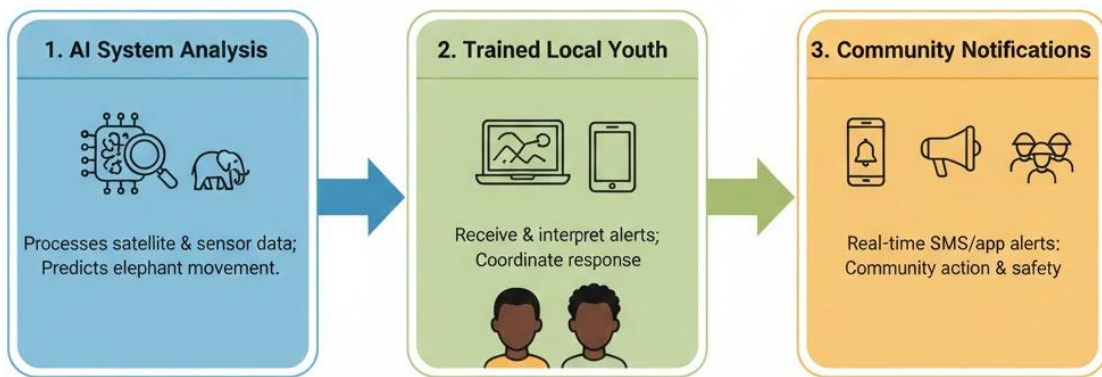 1. AI System Analysis
Processes satellite & sensor data;
Predicts elephant movement.
2. Trained Local Youth
Receive & interpret alerts;
Coordinate response
3. Community Notifications
Real-time SMS/app alerts:
Community action & safety